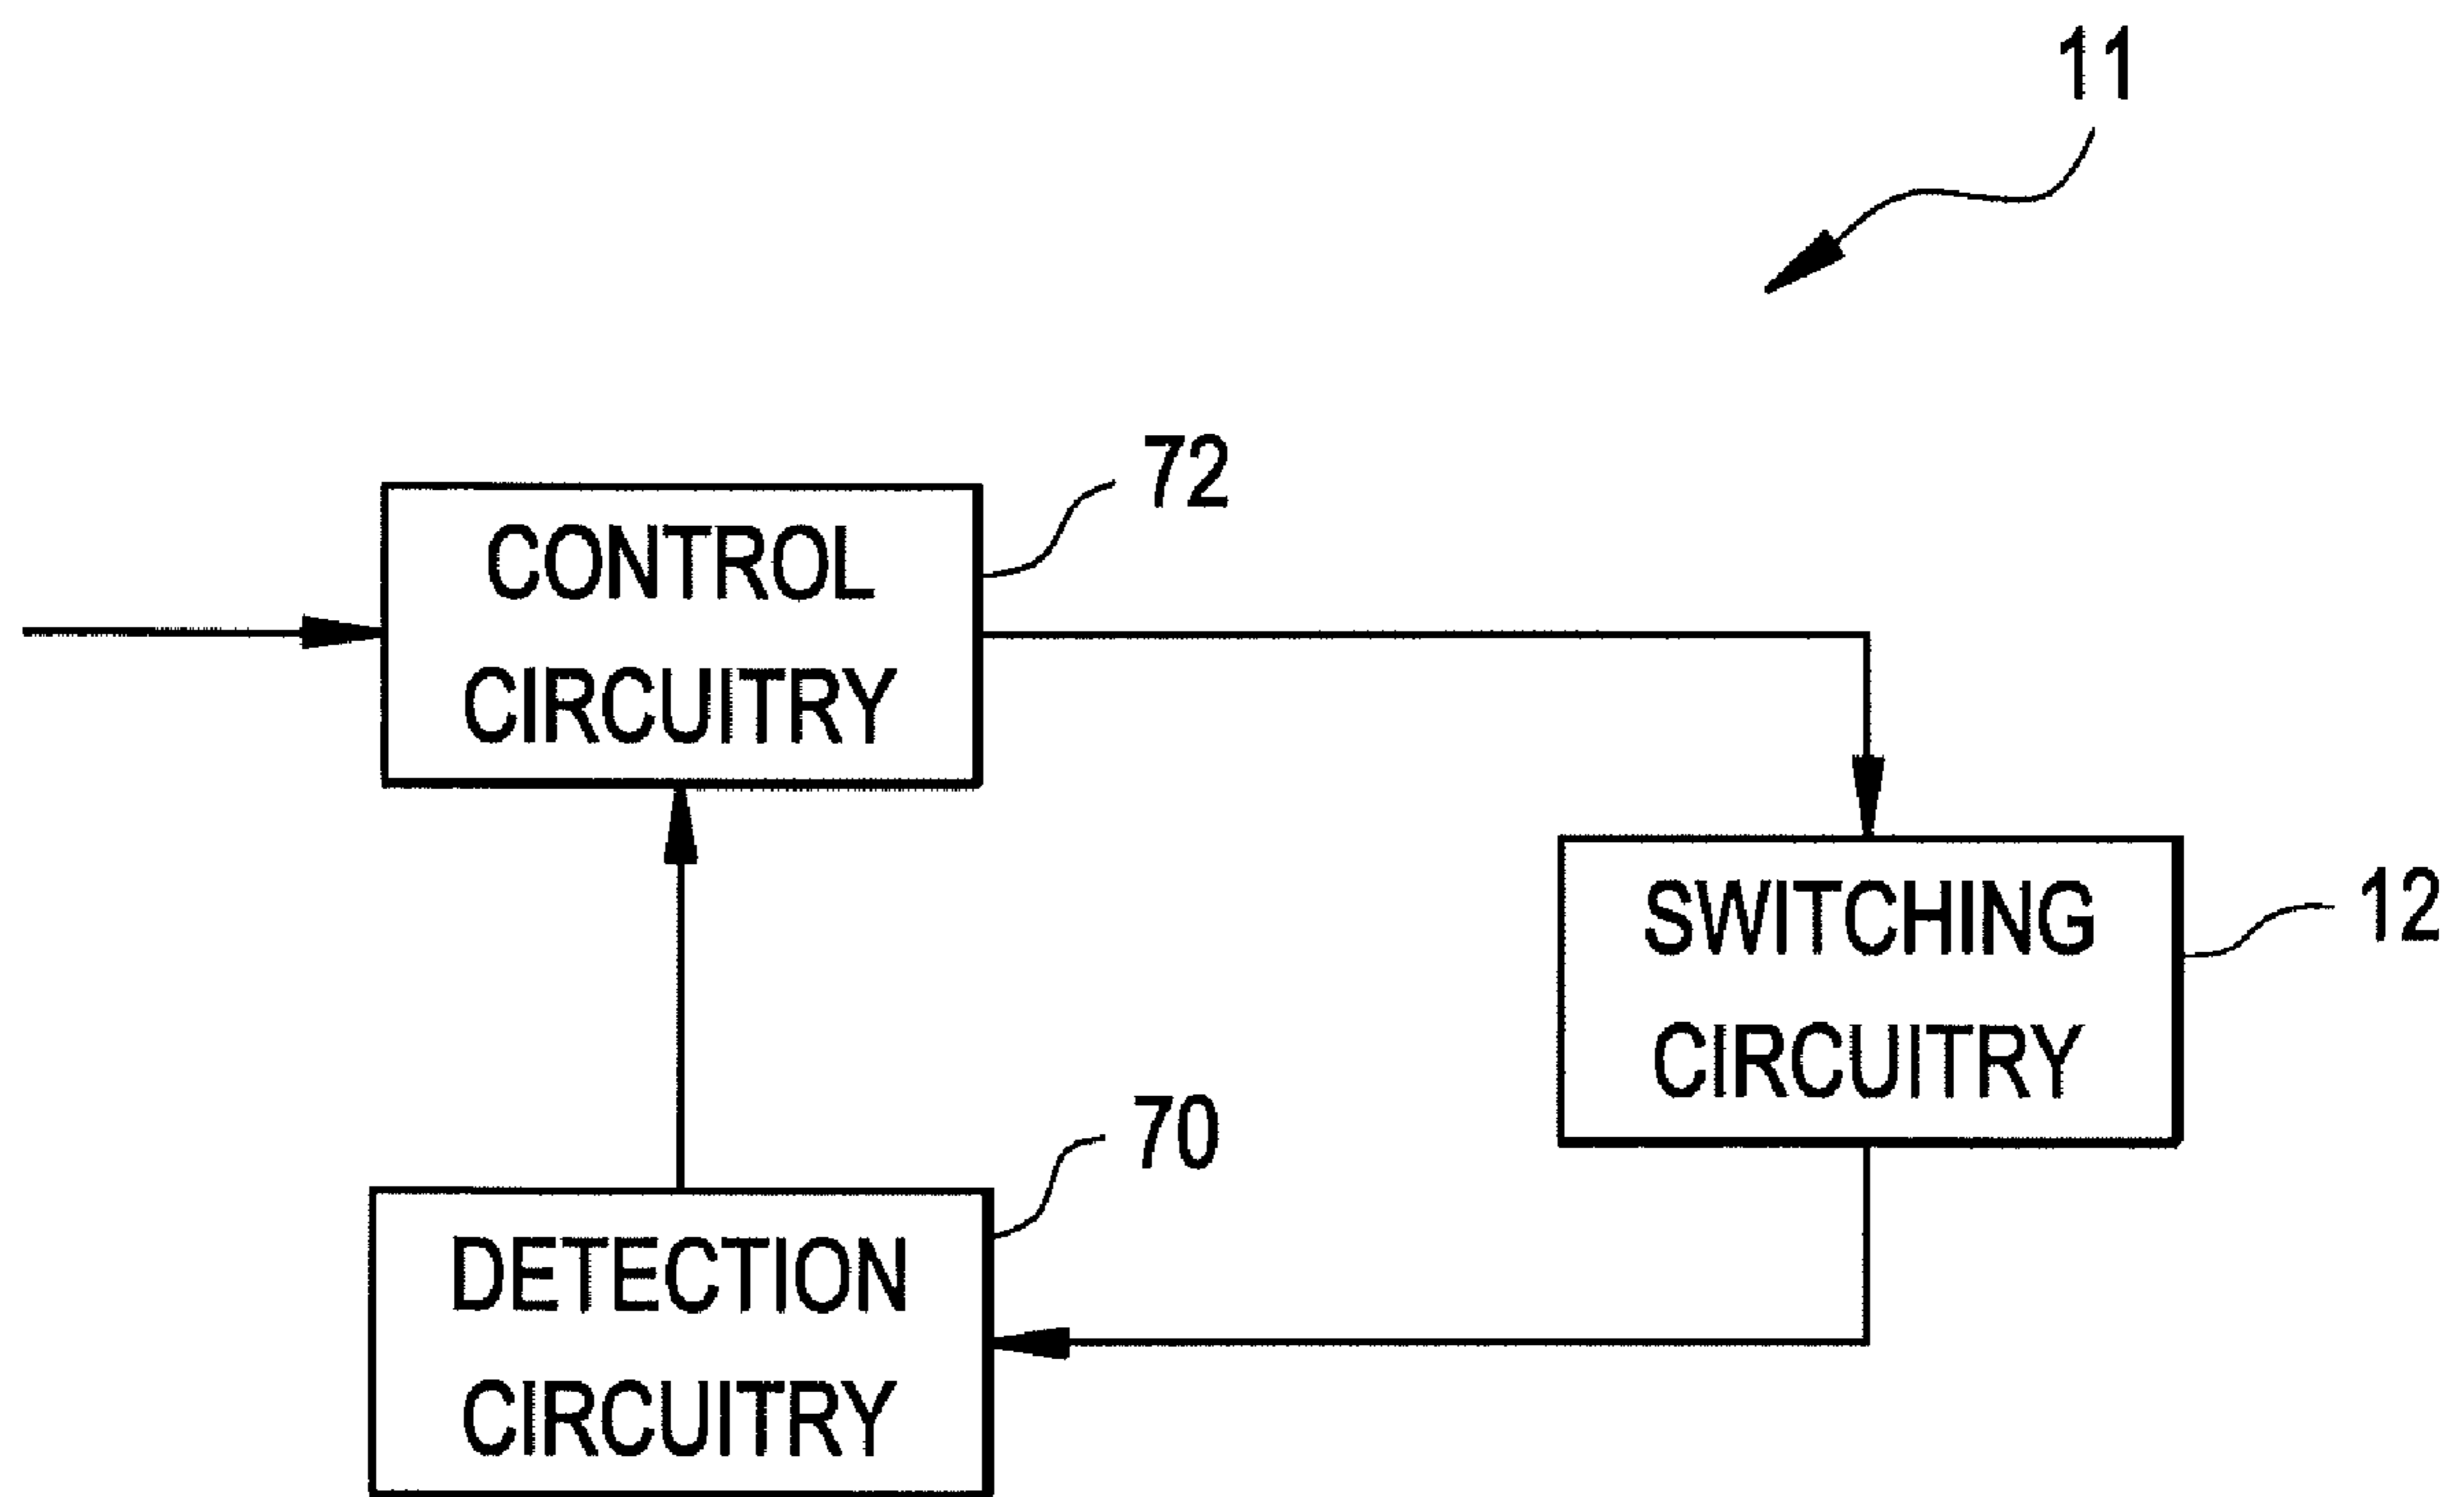 11
72
CONTROL
CIRCUITRY
SWITCHING
CIRCUITRY
12
70
DETECTION
CIRCUITRY